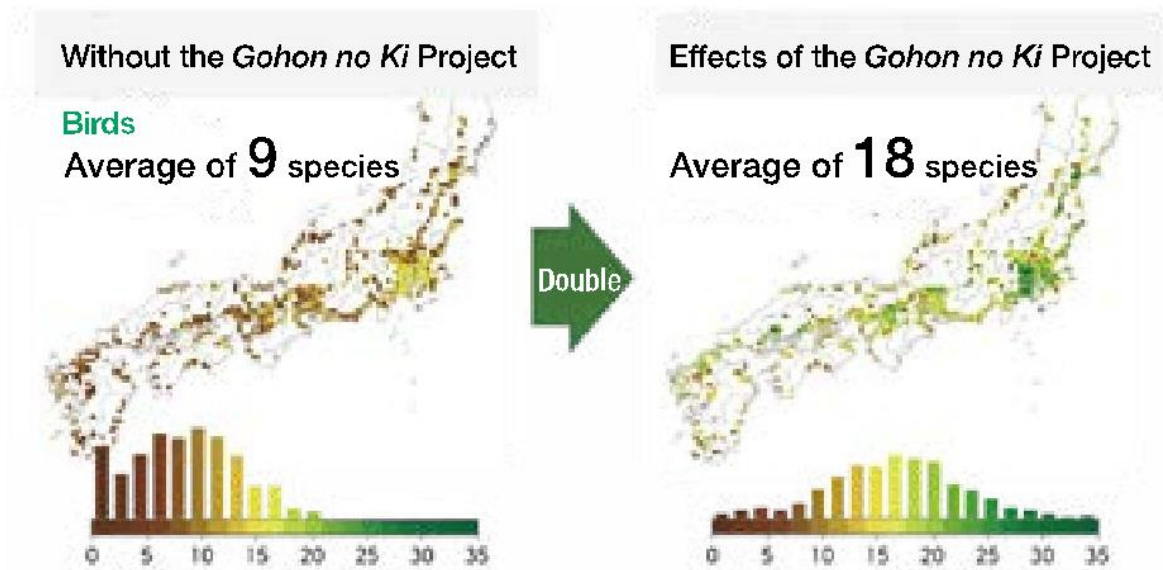 Without the Gohon no Ki Project
Birds
Average of 9 species
0 5 10 15 20 25 30 35
Double
Effects of the Gohon no Ki Project
Average of 18 species
0 5 10 15 20 25 30 35